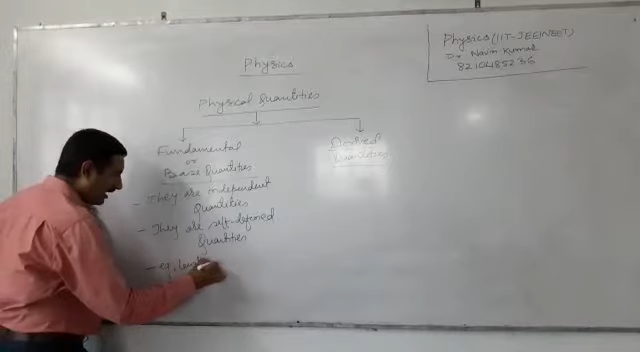 Physics (IIT-JEE/NEET)
Dr Navin Kumar
8210485236
Physics
Physical Quantities
Fundamental
or
Base Quantities
- They are independent
Quantities
- They are self-defined
Quantities
- eg, Length
Derived
Quantities